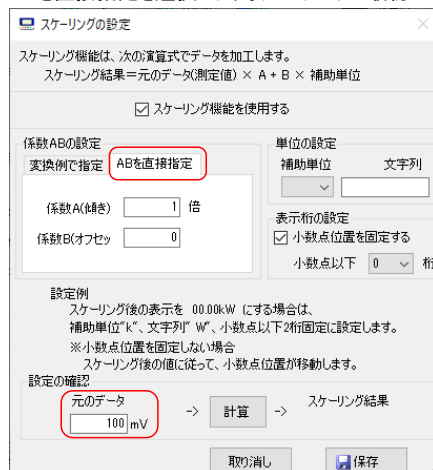 スケーリングの設定
スケーリング機能は、次の演算式でデータを加工します。
スケーリング結果＝元のデータ(測定値) × A + B × 補助単位
スケーリング機能を使用する
係数ABの設定
変換例で指定 ABを直接指定
係数A(傾き) 1 倍
係数B(オフセッ 0
単位の設定
補助単位 文字列
表示桁の設定
小数点位置を固定する
小数点以下 0 桁
設定例
スケーリング後の表示を 00.00kW にする場合は、
補助単位"k"、文字列" W"、小数点以下2桁固定に設定します。
※小数点位置を固定しない場合
スケーリング後の値に従って、小数点位置が移動します。
設定の確認
元のデータ
100 mV -> 計算 -> スケーリング結果
取り消し 保存